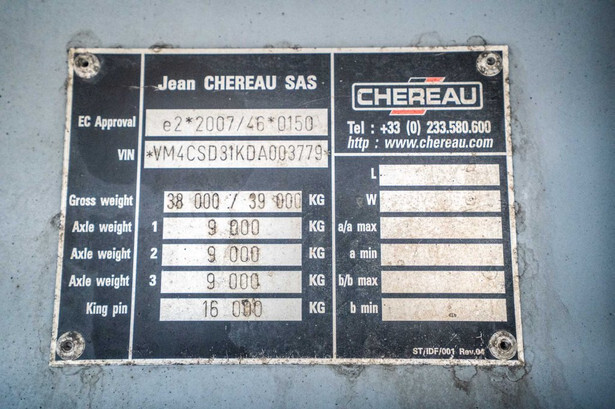 Jean CHEREAU SAS
EC Approval e2*2007/46*0150
VIN *VM4CSD31KDA003779*
Gross weight 38 000 / 39 000 KG
Axle weight 1 9 000 KG
Axle weight 2 9 000 KG
Axle weight 3 9 000 KG
King pin 16 000 KG
CHEREAU
Tel : +33 (0) 233.580.600
http : www.chereau.com
L
W
a/a max
a min
b/b max
b min
ST/IDF/001 Rev.04